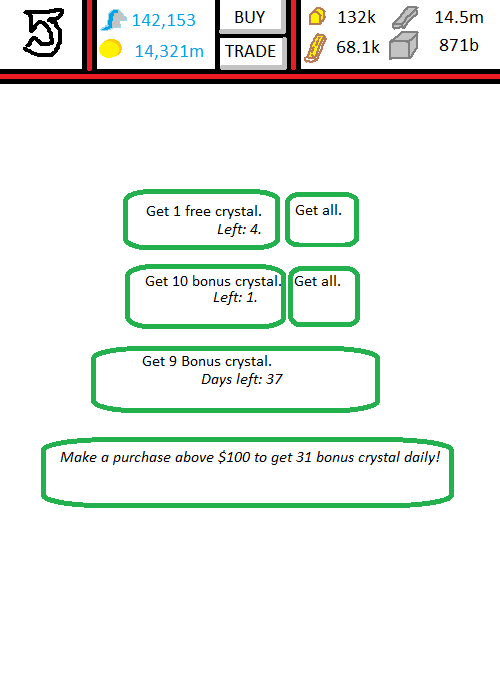 142,153
14,321m
BUY
TRADE
132k
14.5m
68.1k
871b
Get 1 free crystal.
Left: 4.
Get all.
Get 10 bonus crystal.
Left: 1.
Get all.
Get 9 Bonus crystal.
Days left: 37
Make a purchase above $100 to get 31 bonus crystal daily!